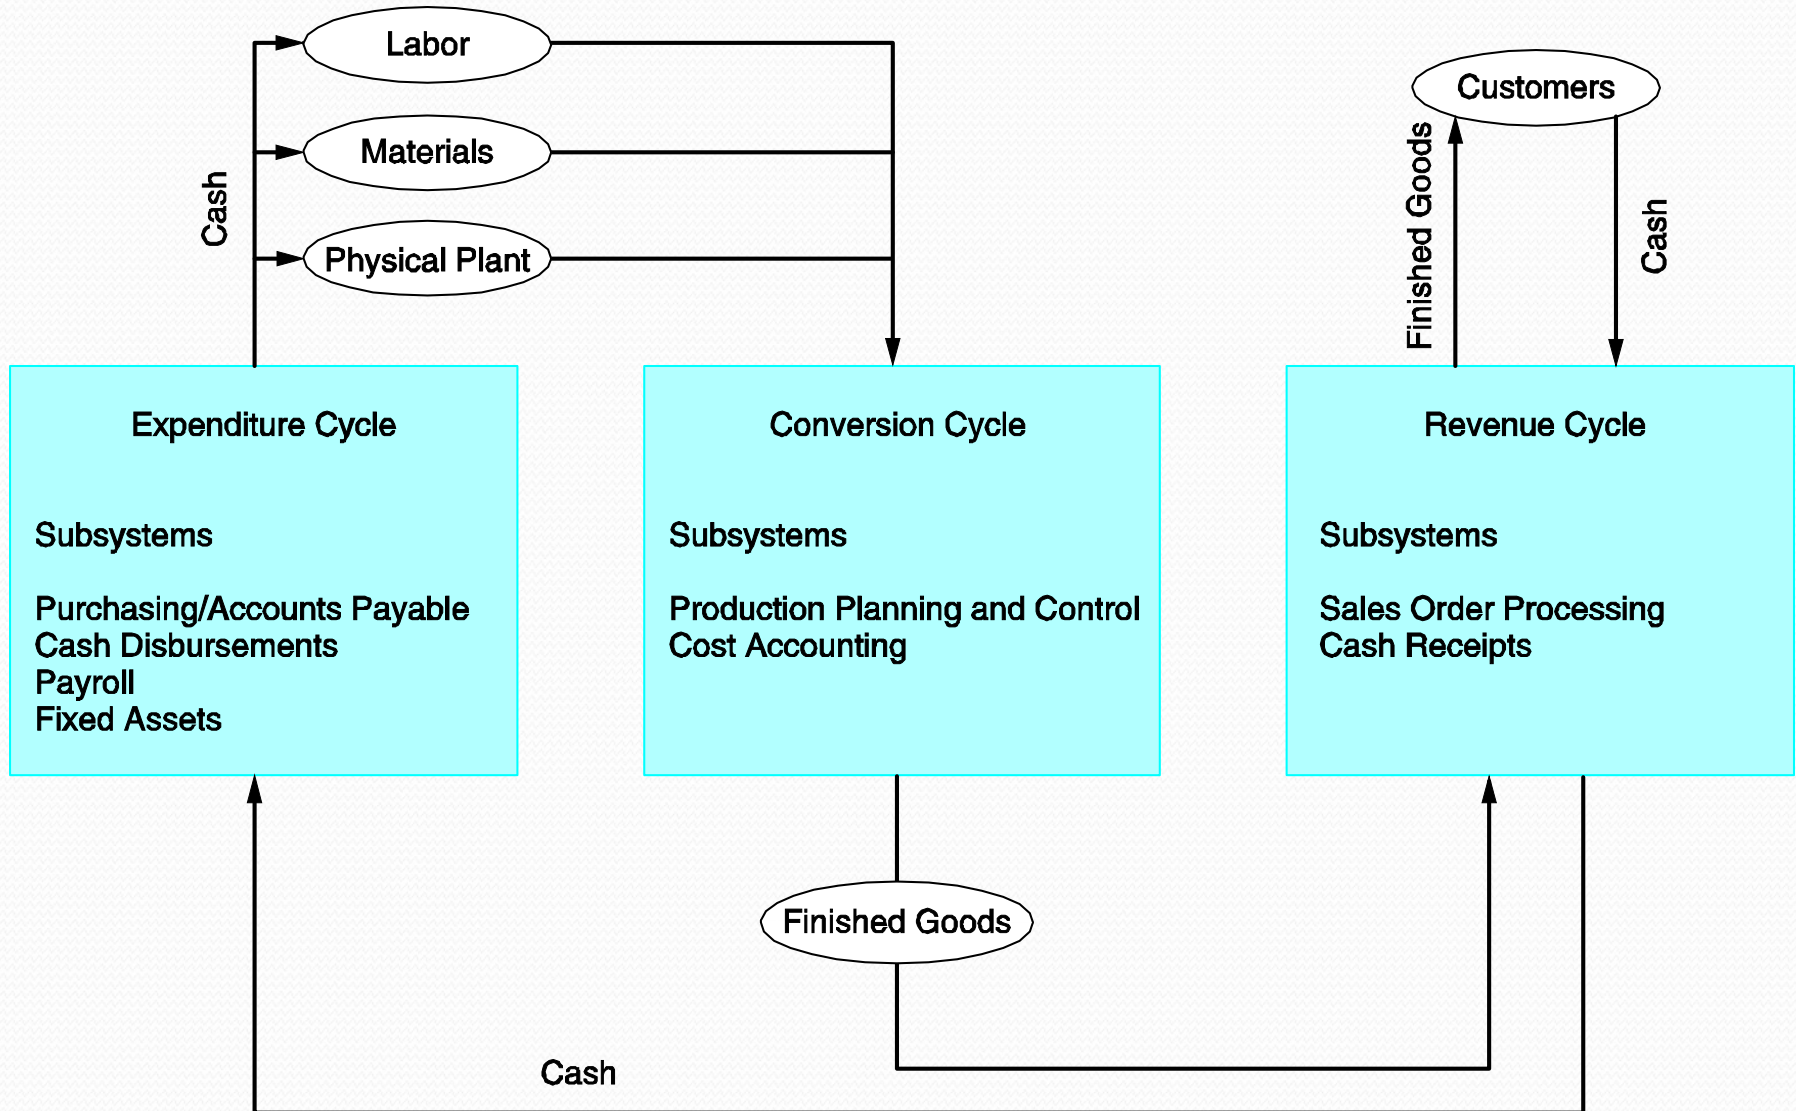 Labor
Materials
Physical Plant
Cash
Customers
Finished Goods
Cash
Expenditure Cycle
Subsystems
Purchasing/Accounts Payable
Cash Disbursements
Payroll
Fixed Assets
Conversion Cycle
Subsystems
Production Planning and Control
Cost Accounting
Revenue Cycle
Subsystems
Sales Order Processing
Cash Receipts
Finished Goods
Cash